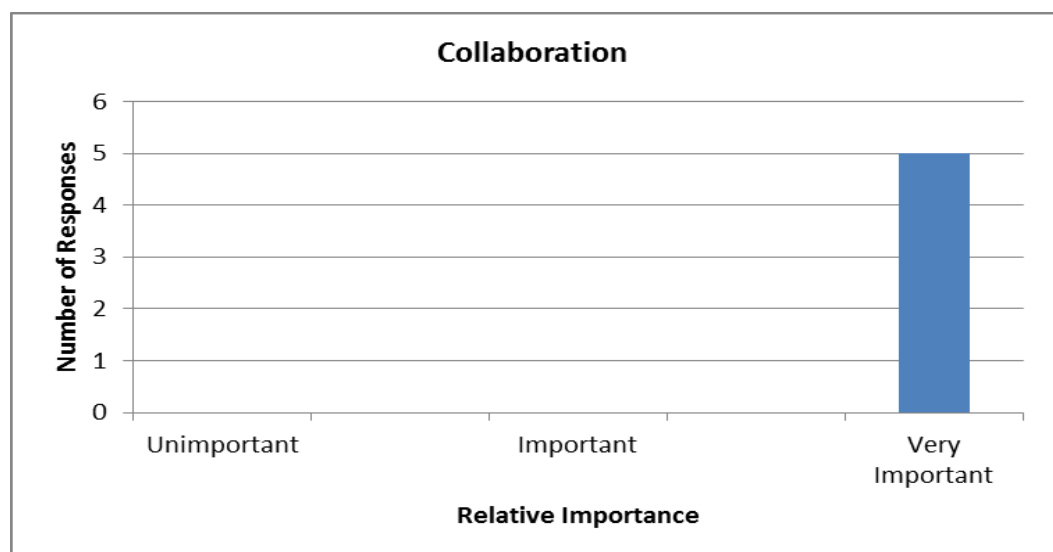 Collaboration
6
5
4
3
2
1
0
Number of Responses
Unimportant
Important
Very
Important
Relative Importance